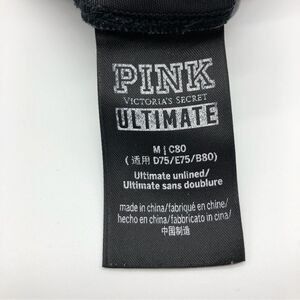 PINK
VICTORIA'S SECRET
ULTIMATE
M | C80
(适用 D75/E75/B80)
Ultimate unlined/
Ultimate sans doublure
made in china/fabriqué en chine/
hecho en china/fabbricato in cina/
中国制造